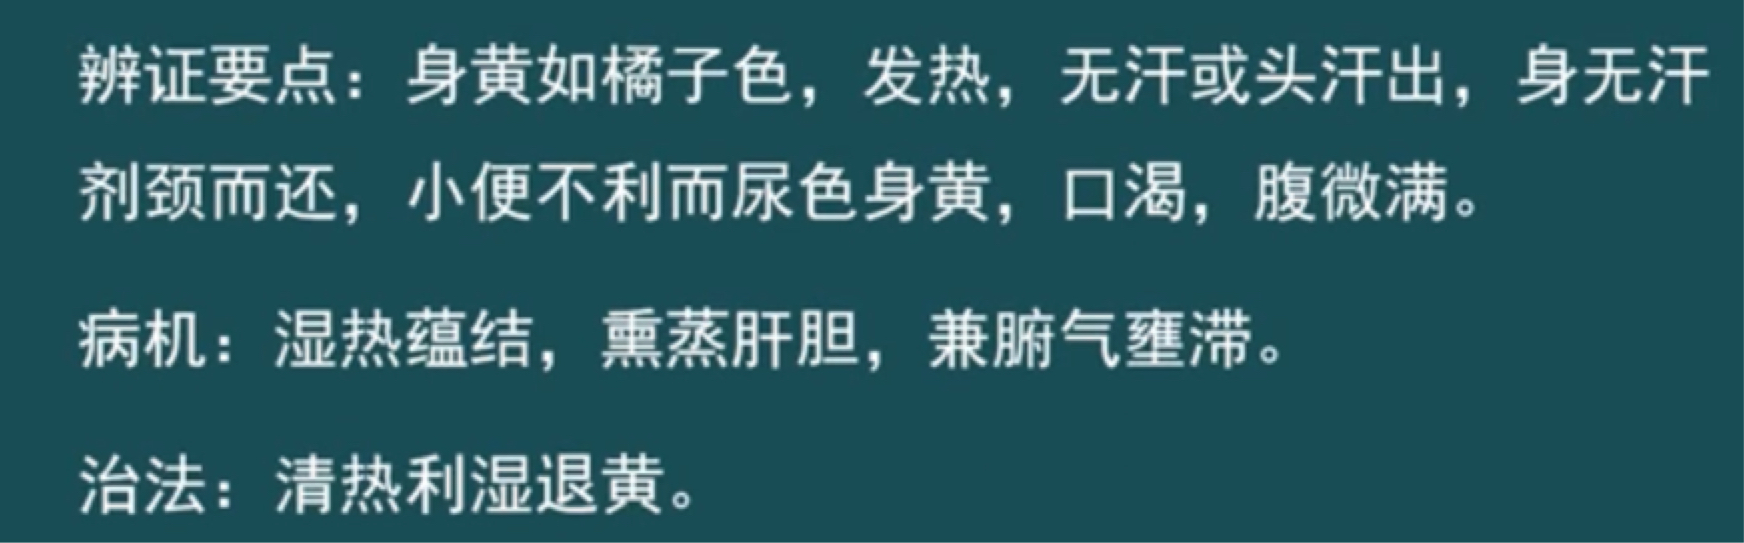 辨证要点：身黄如橘子色，发热，无汗或头汗出，身无汗
剂颈而还，小便不利而尿色身黄，口渴，腹微满。
病机：湿热蕴结，熏蒸肝胆，兼腑气壅滞。
治法：清热利湿退黄。